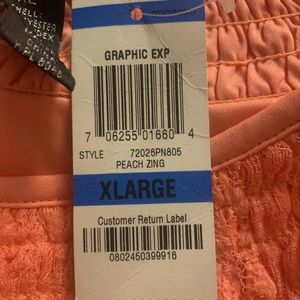 GRAPHIC EXP
7 06255 01660 4
STYLE 72026PN805
PEACH ZING
XLARGE
Customer Return Label
0802450399916